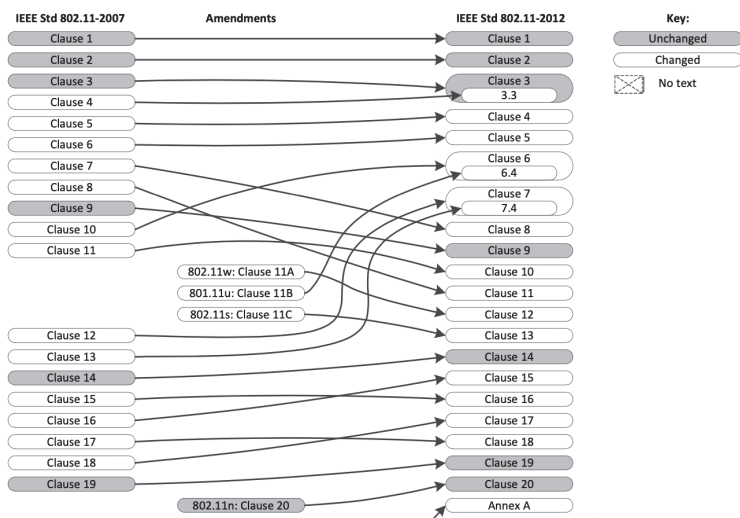 IEEE Std 802.11-2007 Amendments IEEE Std 802.11-2012 Key:
Clause 1 Clause 1 Unchanged
Clause 2 Clause 2 Changed
Clause 3 Clause 3 No text
3.3
Clause 4 Clause 4
Clause 5 Clause 5
Clause 6 Clause 6
6.4
Clause 7 Clause 7
7.4
Clause 8 Clause 8
Clause 9 Clause 9
Clause 10 Clause 10
Clause 11 Clause 11
802.11w: Clause 11A
801.11u: Clause 11B
802.11s: Clause 11C
Clause 12 Clause 12
Clause 13 Clause 13
Clause 14 Clause 14
Clause 15 Clause 15
Clause 16 Clause 16
Clause 17 Clause 17
Clause 18 Clause 18
Clause 19 Clause 19
802.11n: Clause 20 Clause 20
Annex A